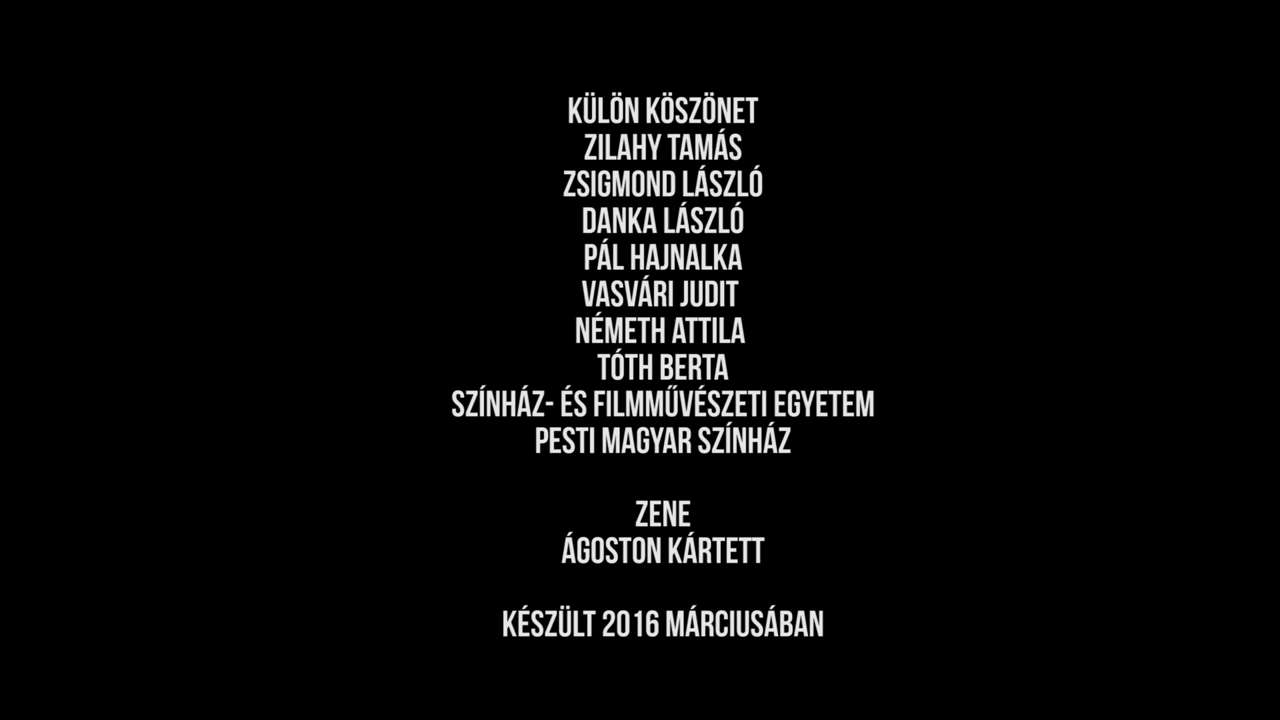 KÜLÖN KÖSZÖNET
ZILAHY TAMÁS
ZSIGMOND LÁSZLÓ
DANKA LÁSZLÓ
PÁL HAJNALKA
VASVÁRI JUDIT
NÉMETH ATTILA
TÓTH BERTA
SZÍNHÁZ- ÉS FILMMŰVÉSZETI EGYETEM
PESTI MAGYAR SZÍNHÁZ
ZENE
ÁGOSTON KÁRTETT
KÉSZÜLT 2016 MÁRCIUSÁBAN